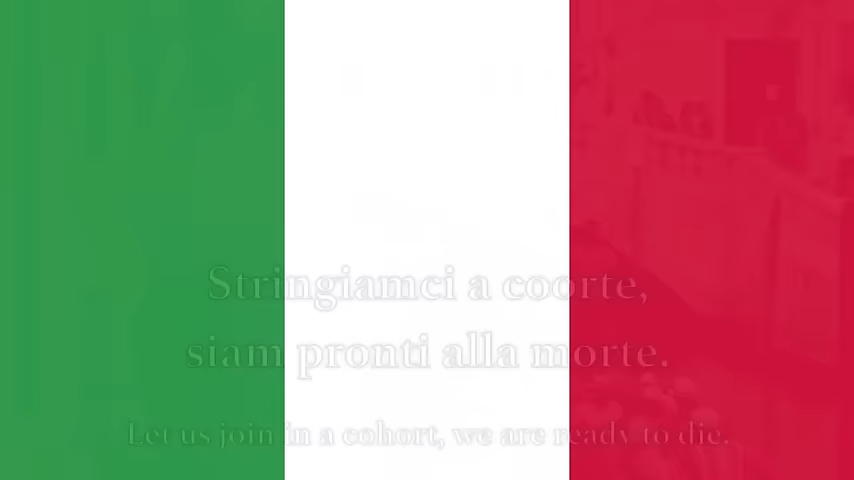 Stringiamci a coorte,
siam pronti alla morte.
Let us join in a cohort, we are ready to die.